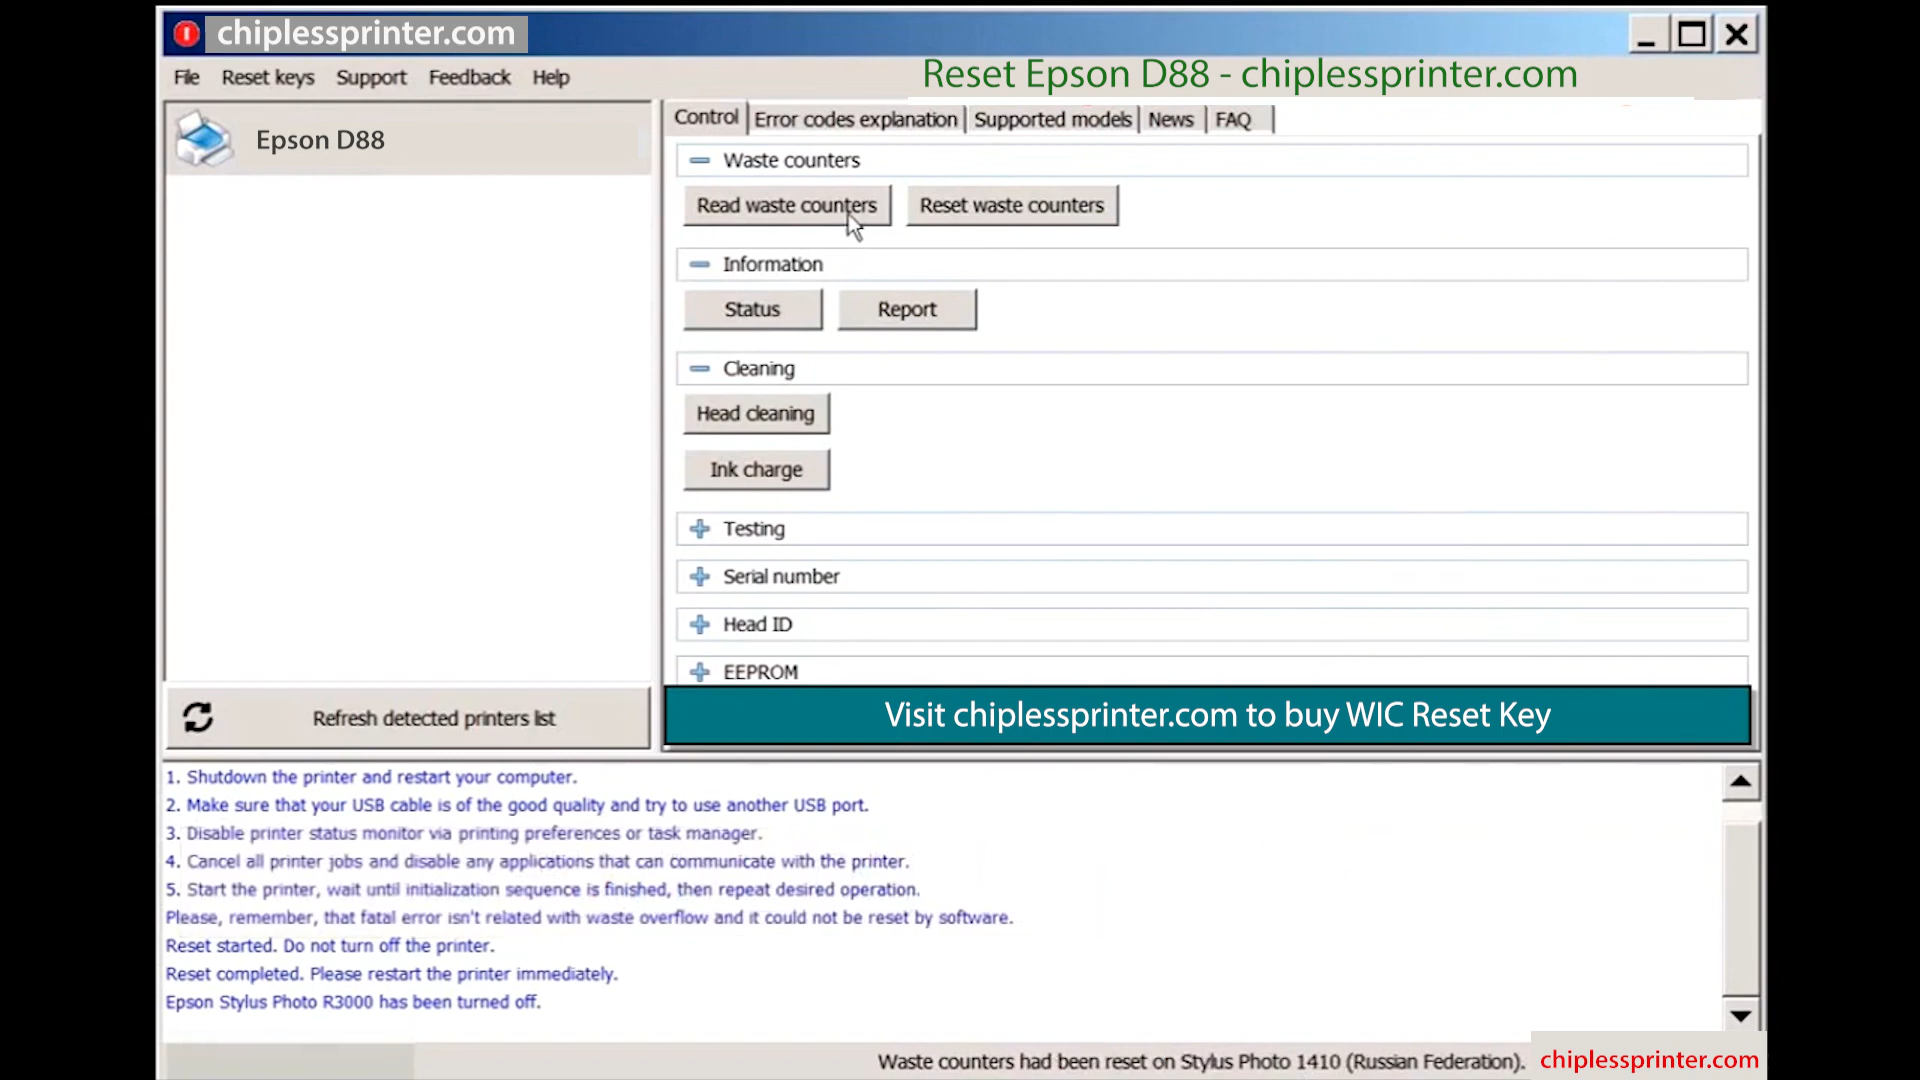 chiplessprinter.com
File Reset keys Support Feedback Help
Reset Epson D88 - chiplessprinter.com
Epson D88
Control Error codes explanation Supported models News FAQ
Waste counters
Read waste counters Reset waste counters
Information
Status Report
Cleaning
Head cleaning
Ink charge
Testing
Serial number
Head ID
EEPROM
Refresh detected printers list
Visit chiplessprinter.com to buy WIC Reset Key
1. Shutdown the printer and restart your computer.
2. Make sure that your USB cable is of the good quality and try to use another USB port.
3. Disable printer status monitor via printing preferences or task manager.
4. Cancel all printer jobs and disable any applications that can communicate with the printer.
5. Start the printer, wait until initialization sequence is finished, then repeat desired operation.
Please, remember, that fatal error isn't related with waste overflow and it could not be reset by software.
Reset started. Do not turn off the printer.
Reset completed. Please restart the printer immediately.
Epson Stylus Photo R3000 has been turned off.
Waste counters had been reset on Stylus Photo 1410 (Russian Federation).
chiplessprinter.com